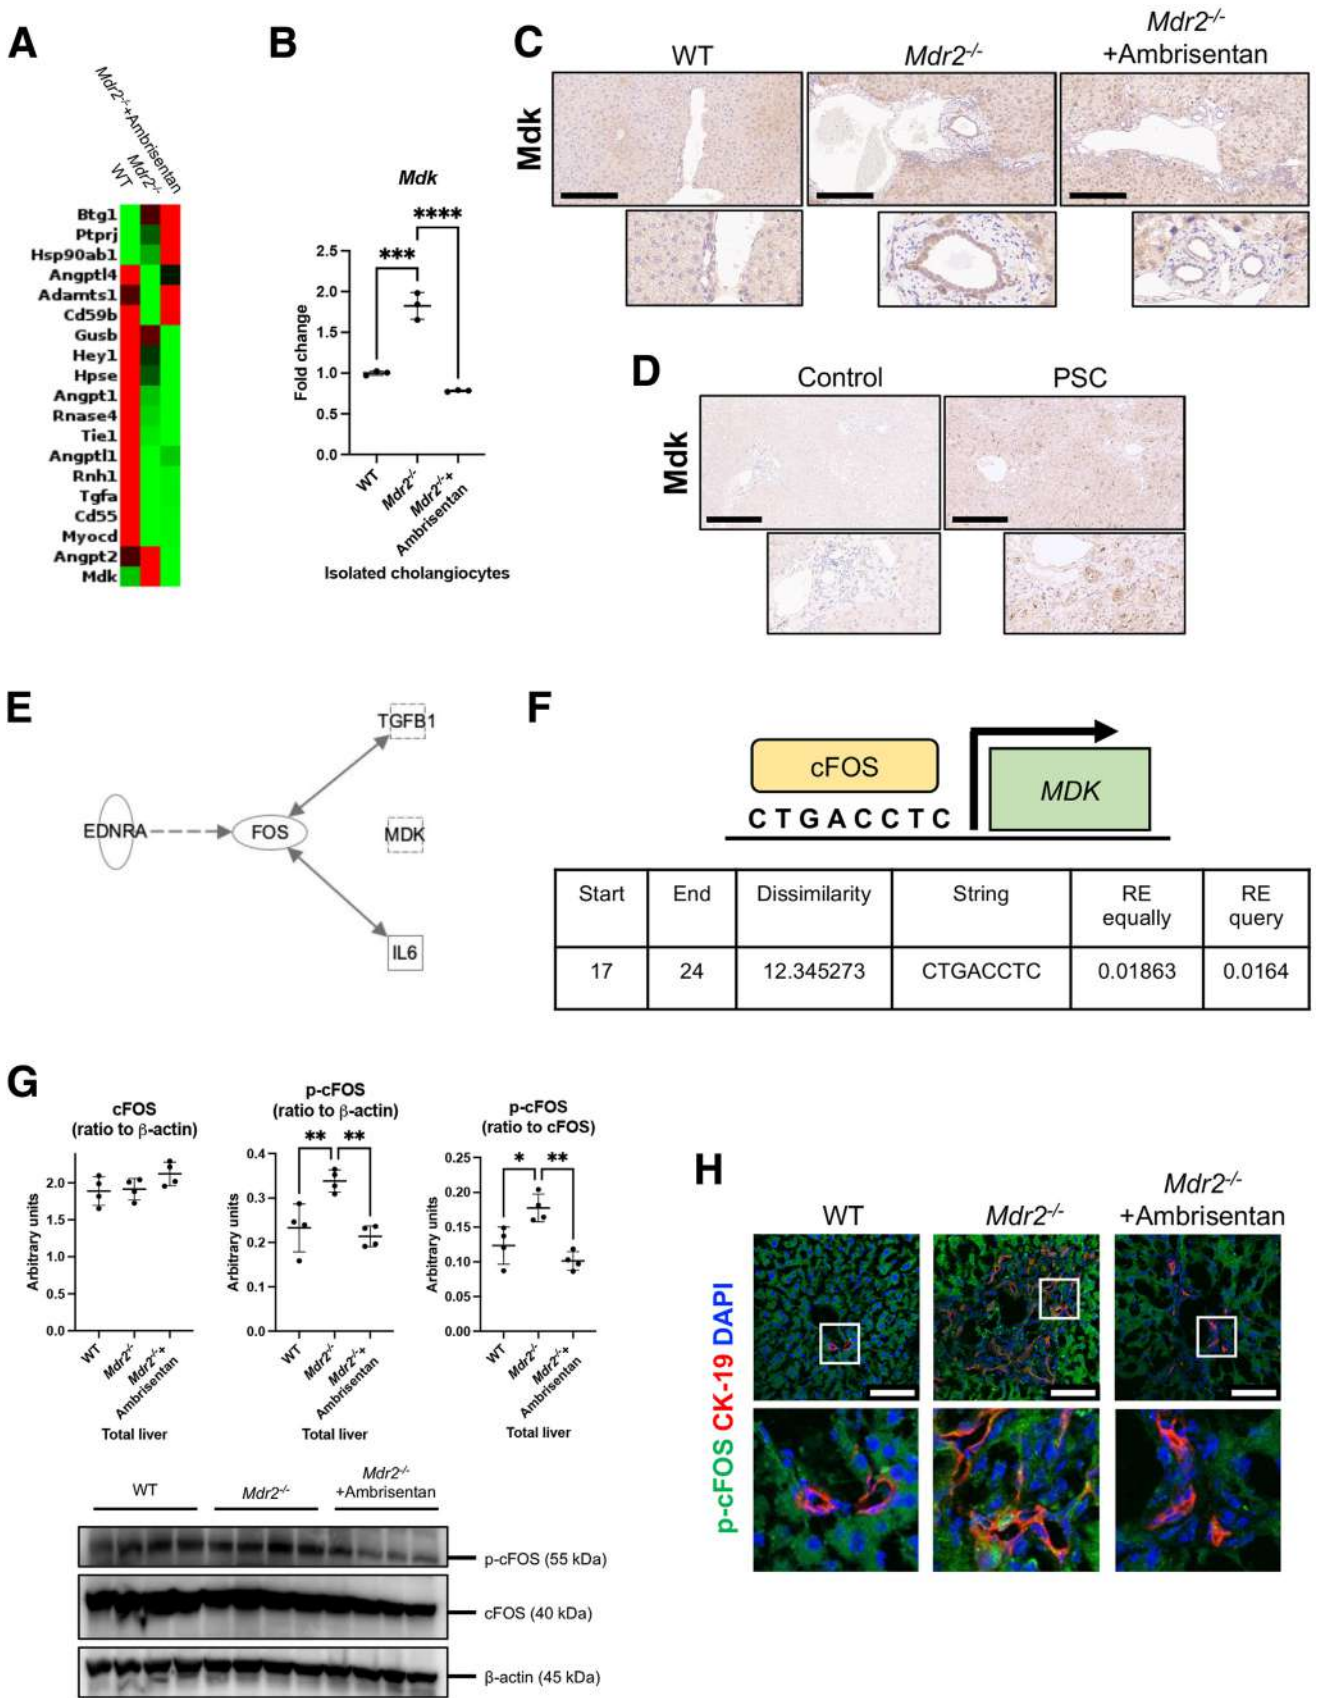 A
Mdr2-/-+Ambrisentan
Mdr2-/-
WT
Btg1
Ptprj
Hsp90ab1
Angptl4
Adamts1
Cd59b
Gusb
Hey1
Hpse
Angpt1
Rnase4
Tie1
Angptl1
Rnh1
Tgfa
Cd55
Myocd
Angpt2
Mdk
B
Mdk
****
***
2.5
2.0
1.5
1.0
0.5
0.0
Fold change
WT
Mdr2-/-
Mdr2-/-+
Ambrisentan
Isolated cholangiocytes
C
WT
Mdr2-/-
Mdr2-/-
+Ambrisentan
Mdk
D
Control
PSC
Mdk
E
EDNRA
FOS
TGFB1
MDK
IL6
F
cFOS
CTGACCTC
MDK
Start End Dissimilarity String RE equally RE query
17 24 12.345273 CTGACCTC 0.01863 0.0164
G
cFOS
(ratio to β-actin)
2.0
1.5
1.0
0.5
0.0
Arbitrary units
WT
Mdr2-/-
Mdr2-/-+
Ambrisentan
Total liver
p-cFOS
(ratio to β-actin)
** **
0.4
0.3
0.2
0.1
0.0
Arbitrary units
WT
Mdr2-/-
Mdr2-/-+
Ambrisentan
Total liver
p-cFOS
(ratio to cFOS)
* **
0.25
0.20
0.15
0.10
0.05
0.00
Arbitrary units
WT
Mdr2-/-
Mdr2-/-+
Ambrisentan
Total liver
WT
Mdr2-/-
Mdr2-/-
+Ambrisentan
p-cFOS (55 kDa)
cFOS (40 kDa)
β-actin (45 kDa)
H
WT
Mdr2-/-
Mdr2-/-
+Ambrisentan
p-cFOS CK-19 DAPI